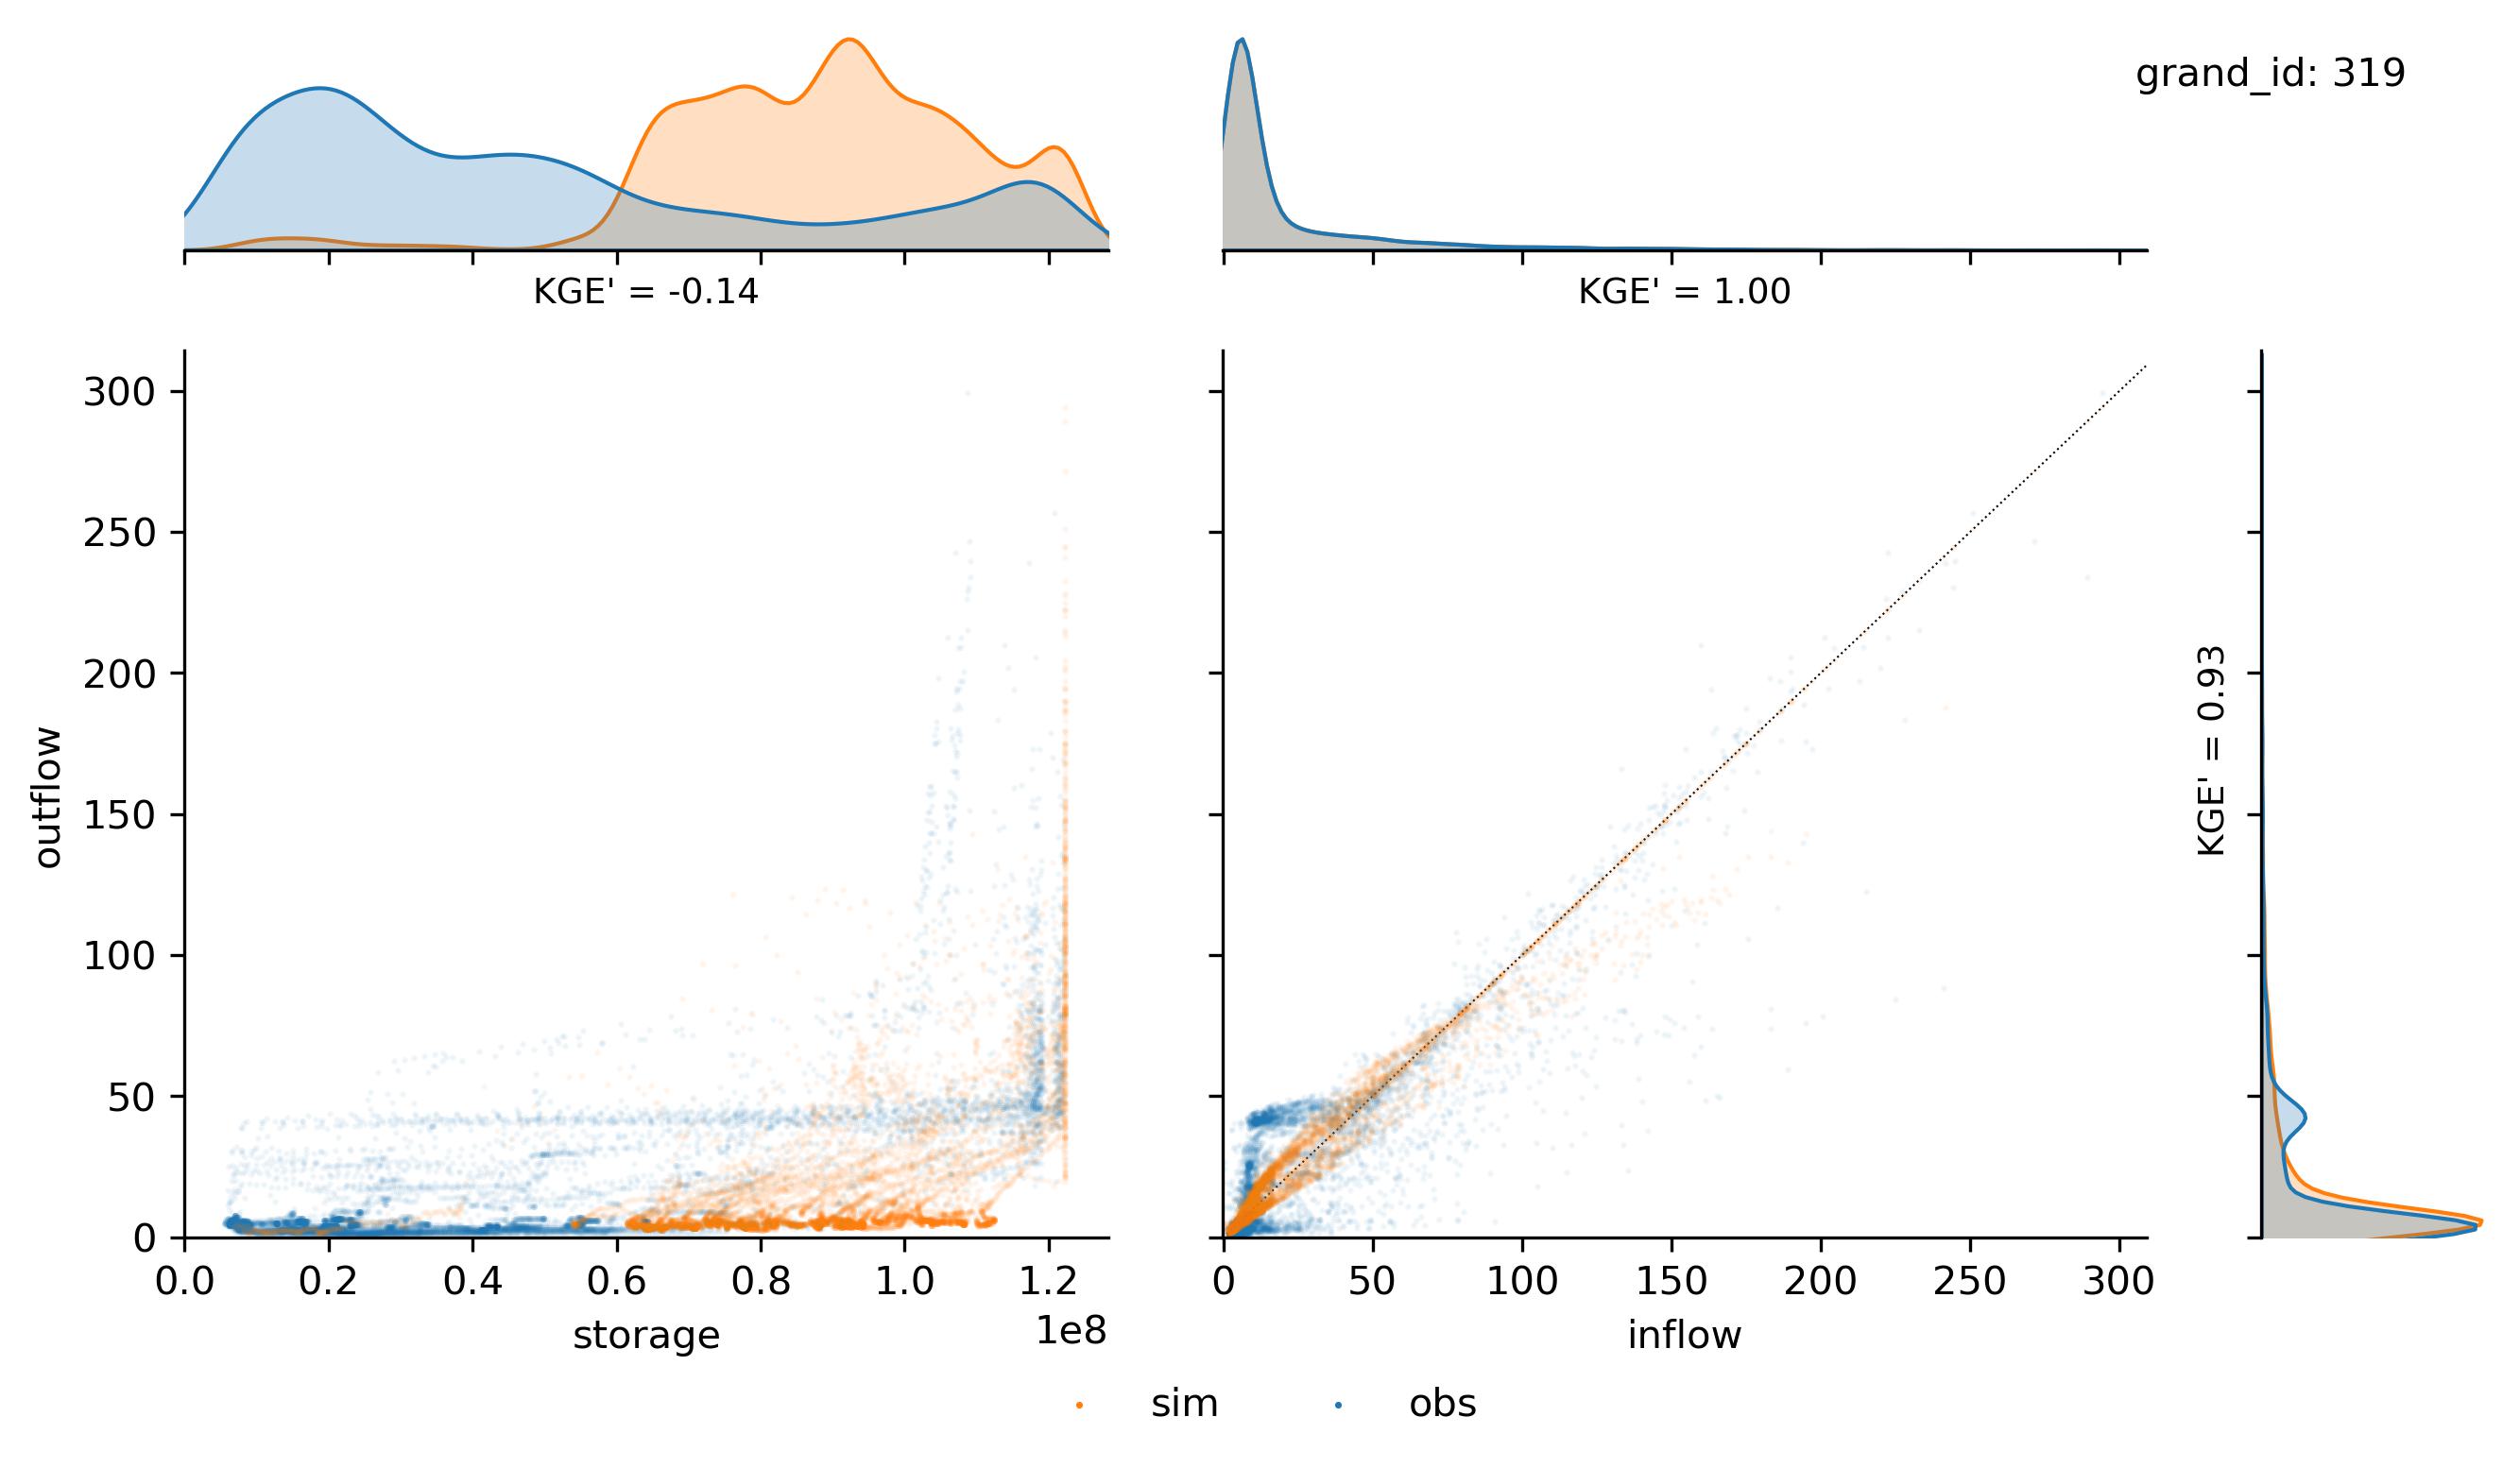 grand_id: 319
KGE' = -0.14
KGE' = 1.00
300
250
200
150
100
50
0
outflow
KGE' = 0.93
0.0 0.2 0.4 0.6 0.8 1.0 1.2
1e8
storage
0 50 100 150 200 250 300
inflow
sim obs